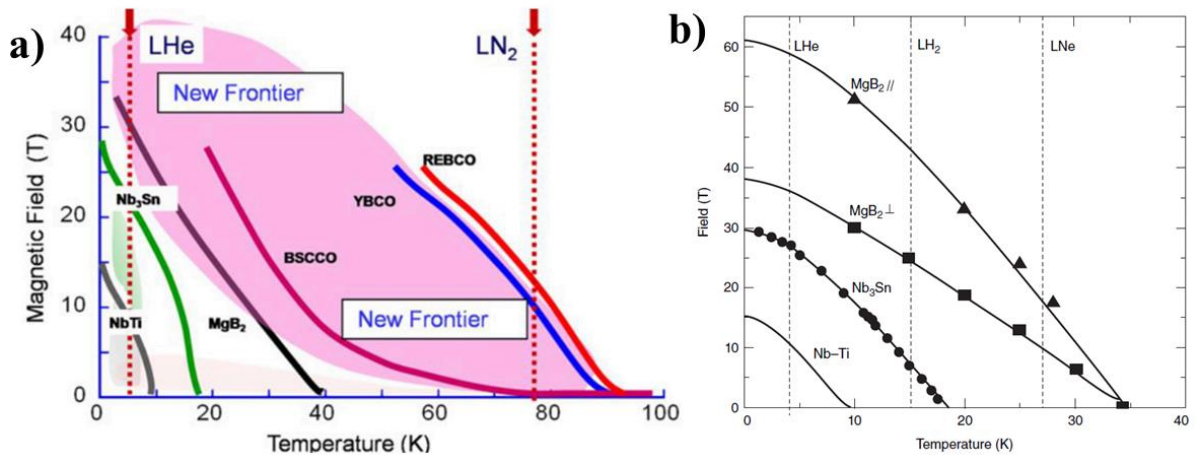 a)
LHe
LN₂
New Frontier
REBCO
YBCO
Nb₃Sn
BSCCO
NbTi
MgB₂
New Frontier
40
30
20
10
0
Magnetic Field (T)
0
20
40
60
80
100
Temperature (K)
b)
LHe
LH₂
LNe
MgB₂//
MgB₂⊥
Nb₃Sn
Nb–Ti
60
50
40
30
20
10
0
Field (T)
0
10
20
30
40
Temperature (K)